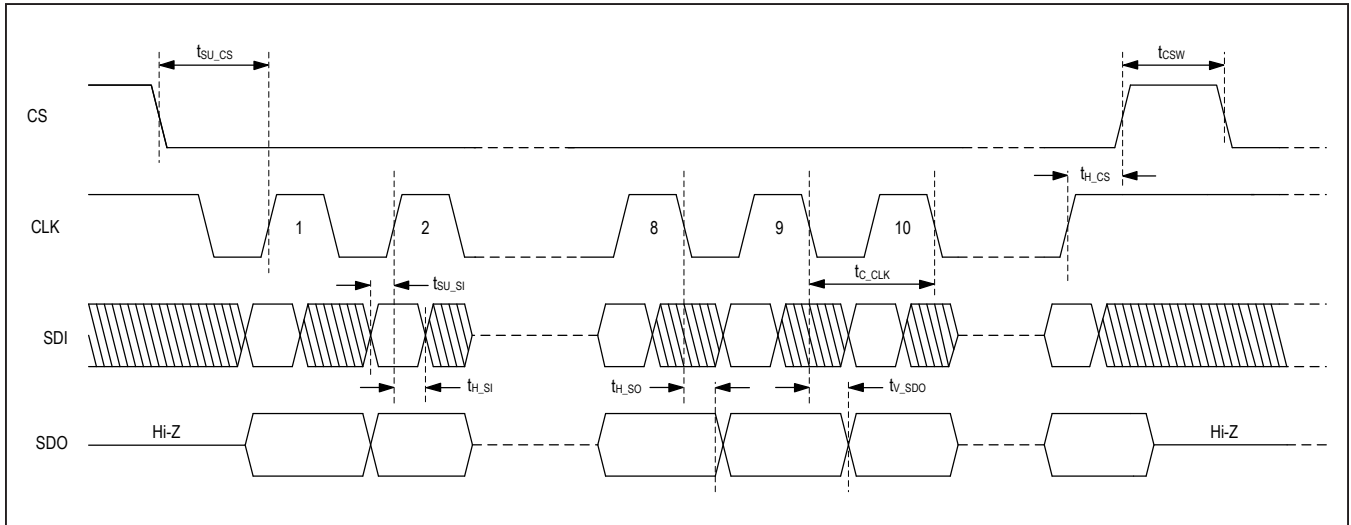 tSU_CS
tCSW
CS
tH_CS
CLK
1
2
8
9
10
tSU_SI
tC_CLK
SDI
tH_SI
tH_SO
tV_SDO
SDO
Hi-Z
Hi-Z